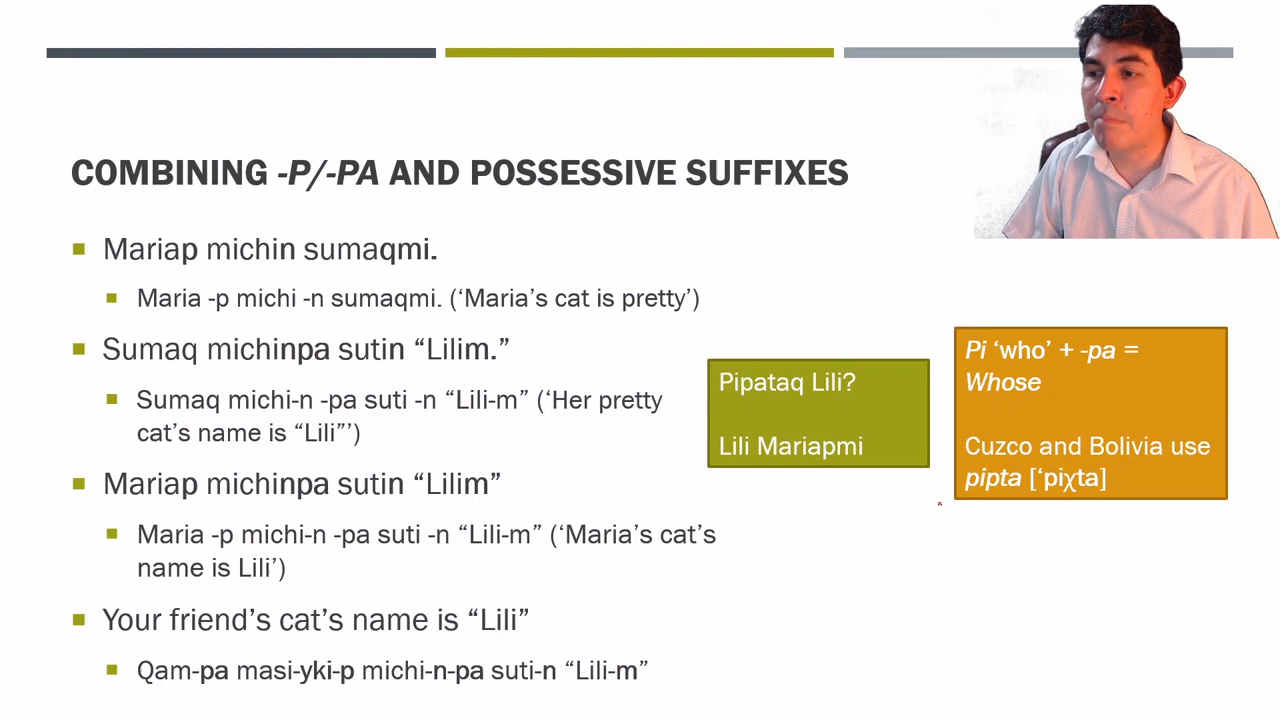 COMBINING -P/-PA AND POSSESSIVE SUFFIXES
Mariap michin sumaqmi.
Maria -p michi -n sumaqmi. (‘Maria’s cat is pretty’)
Sumaq michinpa sutin “Lilim.”
Sumaq michi-n -pa suti -n “Lili-m” (‘Her pretty
cat’s name is “Lili”’)
Mariap michinpa sutin “Lilim”
Maria -p michi-n -pa suti -n “Lili-m” (‘Maria’s cat’s
name is Lili’)
Your friend’s cat’s name is “Lili”
Qam-pa masi-yki-p michi-n-pa suti-n “Lili-m”
Pipataq Lili?
Lili Mariapmi
Pi ‘who’ + -pa =
Whose
Cuzco and Bolivia use
pipta [‘piχta]